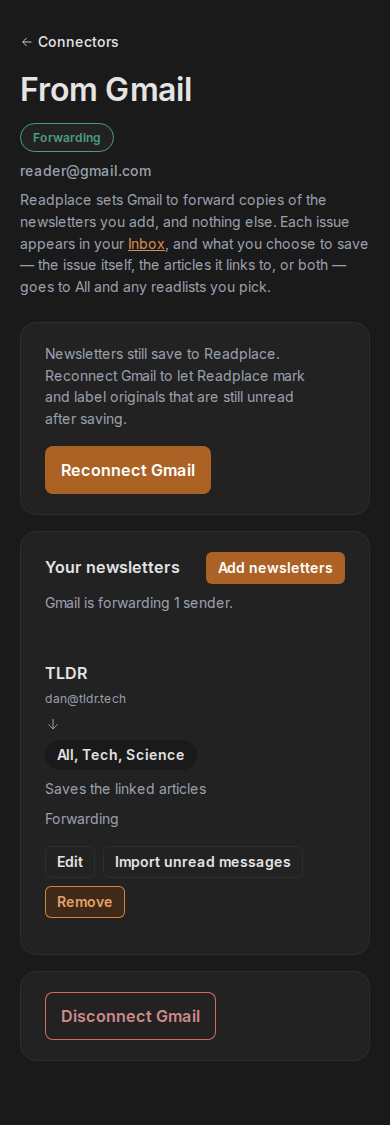 ← Connectors
From Gmail
Forwarding
reader@gmail.com
Readplace sets Gmail to forward copies of the
newsletters you add, and nothing else. Each issue
appears in your Inbox, and what you choose to save
— the issue itself, the articles it links to, or both —
goes to All and any readlists you pick.
Newsletters still save to Readplace.
Reconnect Gmail to let Readplace mark
and label originals that are still unread
after saving.
Reconnect Gmail
Your newsletters
Add newsletters
Gmail is forwarding 1 sender.
TLDR
dan@tldr.tech
↓
All, Tech, Science
Saves the linked articles
Forwarding
Edit
Import unread messages
Remove
Disconnect Gmail